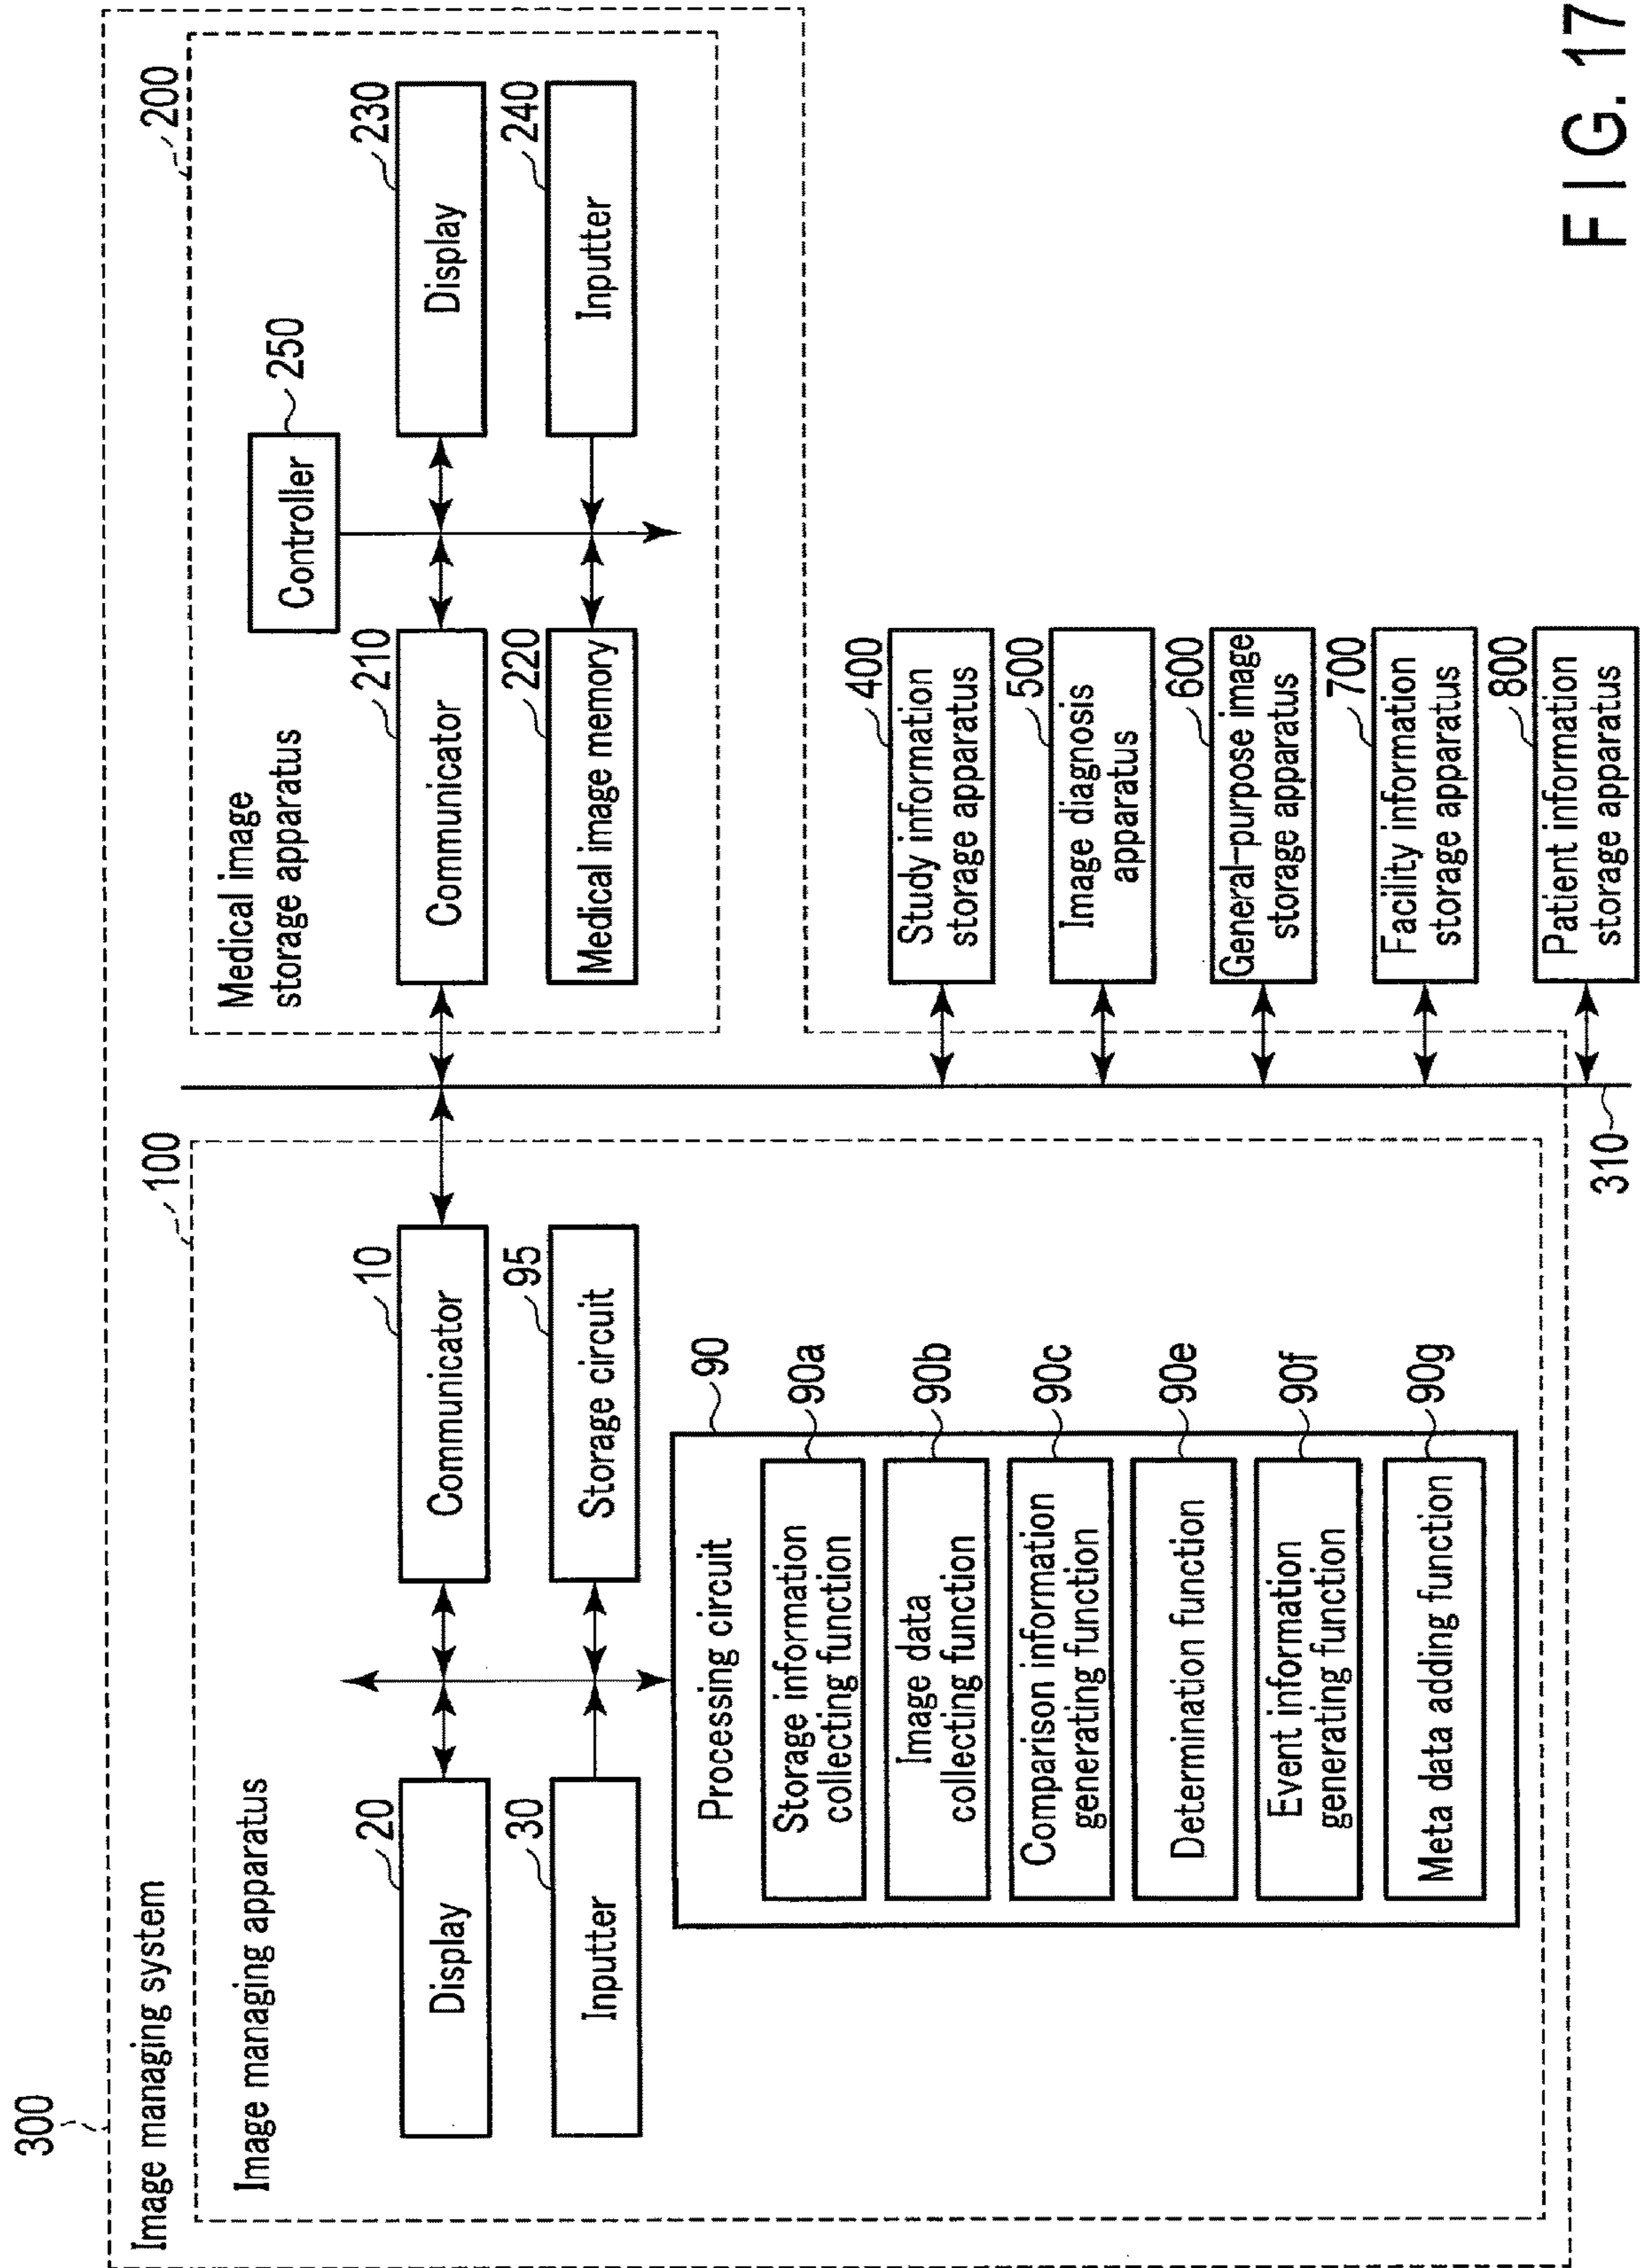 300
Image managing system
100
Image managing apparatus
20
Display
10
Communicator
30
Inputter
95
Storage circuit
90
Processing circuit
Storage information
collecting function
90a
Image data
collecting function
90b
Comparison information
generating function
90c
Determination function
90e
Event information
generating function
90f
Meta data adding function
90g
200
Medical image
storage apparatus
Controller
250
210
Communicator
230
Display
220
Medical image memory
240
Inputter
400
Study information
storage apparatus
500
Image diagnosis
apparatus
600
General-purpose image
storage apparatus
700
Facility information
storage apparatus
800
Patient information
storage apparatus
310
FIG. 17